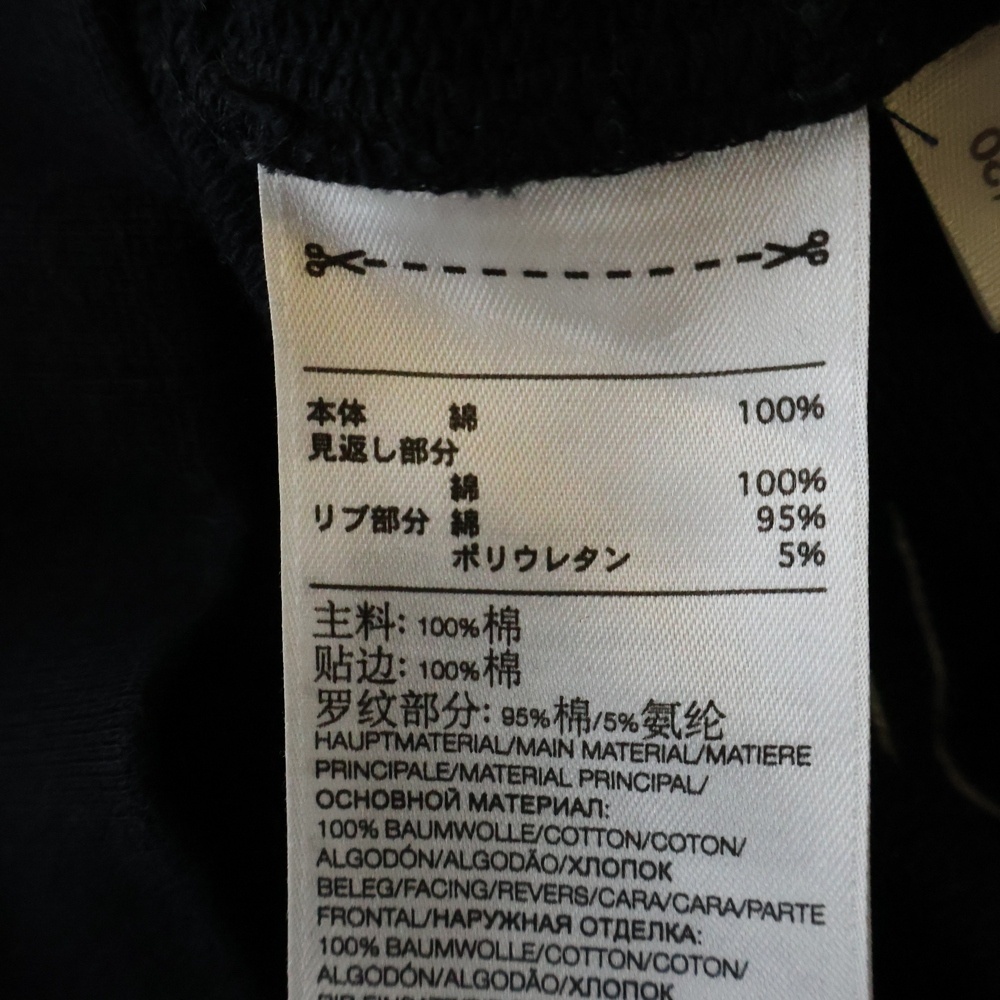 本体 綿 100%
見返し部分
綿 100%
リブ部分 綿 95%
ポリウレタン 5%
主料: 100%棉
贴边: 100%棉
罗纹部分: 95%棉/5%氨纶
HAUPTMATERIAL/MAIN MATERIAL/MATIERE
PRINCIPALE/MATERIAL PRINCIPAL/
ОСНОВНОЙ МАТЕРИАЛ:
100% BAUMWOLLE/COTTON/COTON/
ALGODÓN/ALGODÃO/ХЛОПОК
BELEG/FACING/REVERS/CARA/CARA/PARTE
FRONTAL/НАРУЖНАЯ ОТДЕЛКА:
100% BAUMWOLLE/COTTON/COTON/
ALGODÓN/ALGODÃO/ХЛОПОК